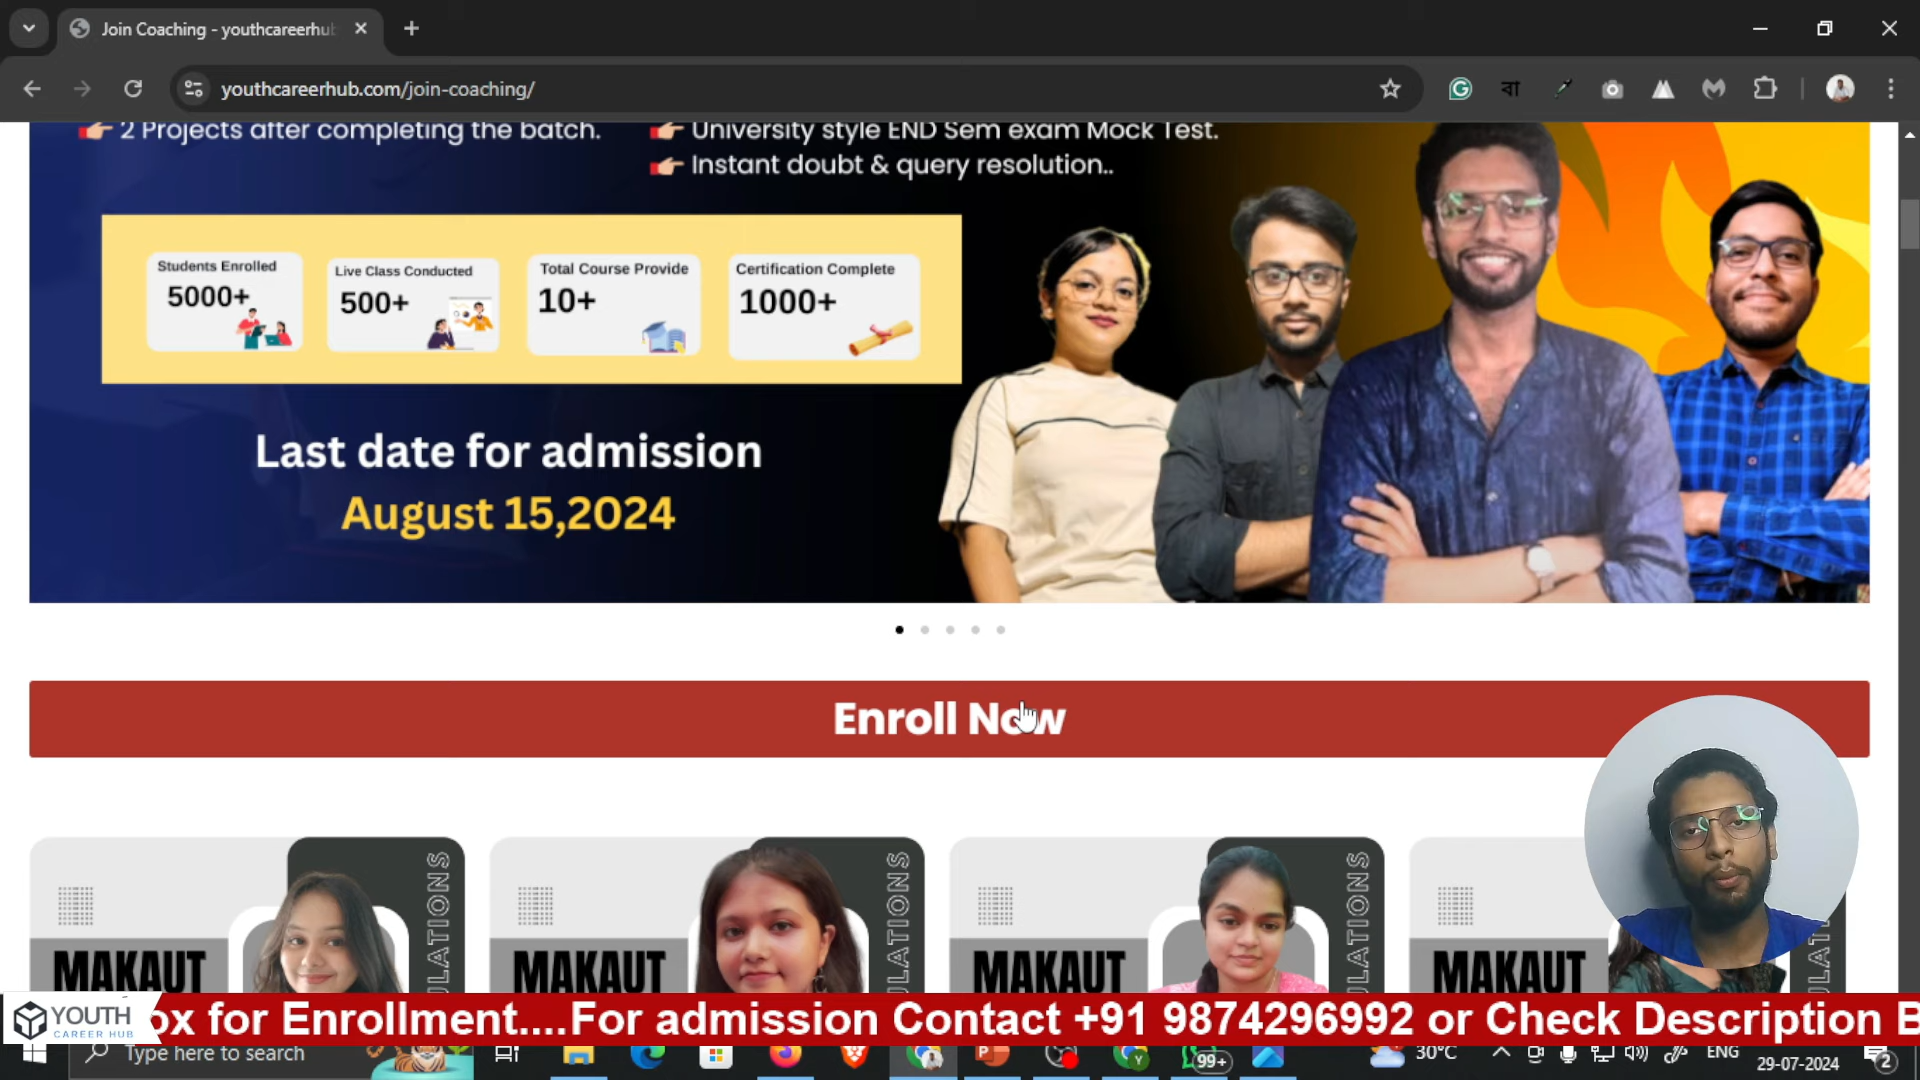 Join Coaching - youthcareerhu
youthcareerhub.com/join-coaching/
বা
2 Projects after completing the batch.
University style END Sem exam Mock Test.
Instant doubt & query resolution..
Students Enrolled
5000+
Live Class Conducted
500+
Total Course Provide
10+
Certification Complete
1000+
Last date for admission
August 15,2024
Enroll Now
MAKAUT
MAKAUT
MAKAUT
MAKAUT
YOUTH
CAREER HUB
ox for Enrollment....For admission Contact +91 9874296992 or Check Description B
Type here to search
99+
30°C
ENG
29-07-2024
2